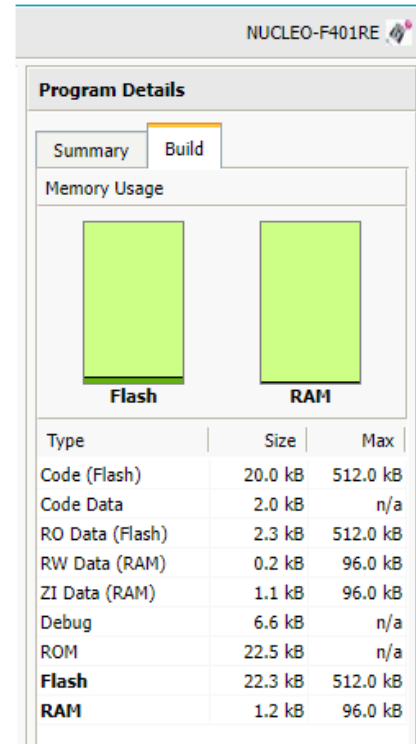 NUCLEO-F401RE
Program Details
Summary Build
Memory Usage
Flash RAM
Type Size Max
Code (Flash) 20.0 kB 512.0 kB
Code Data 2.0 kB n/a
RO Data (Flash) 2.3 kB 512.0 kB
RW Data (RAM) 0.2 kB 96.0 kB
ZI Data (RAM) 1.1 kB 96.0 kB
Debug 6.6 kB n/a
ROM 22.5 kB n/a
Flash 22.3 kB 512.0 kB
RAM 1.2 kB 96.0 kB